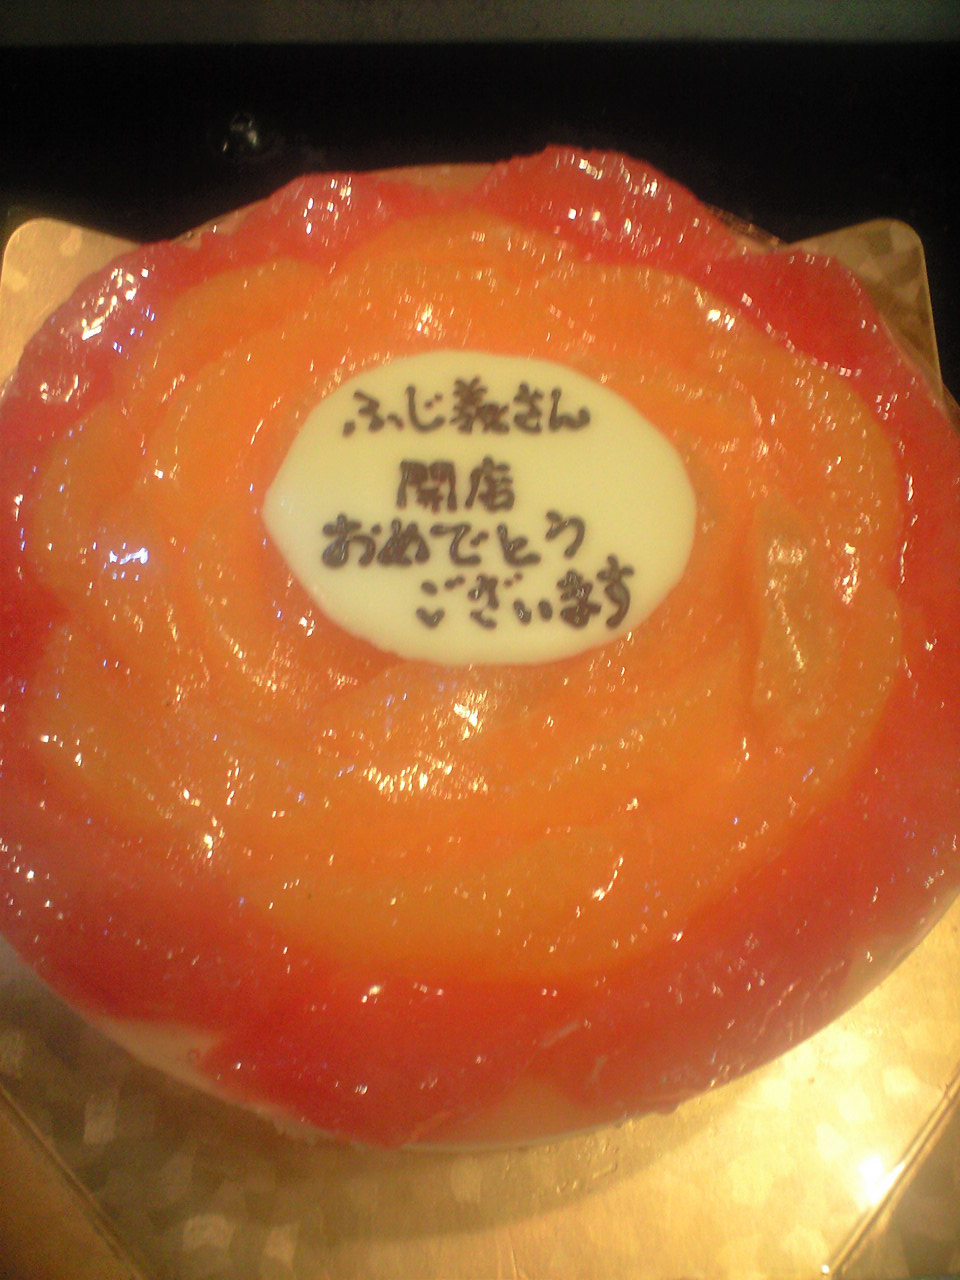 ふじ義さん
開店
おめでとう
ございます